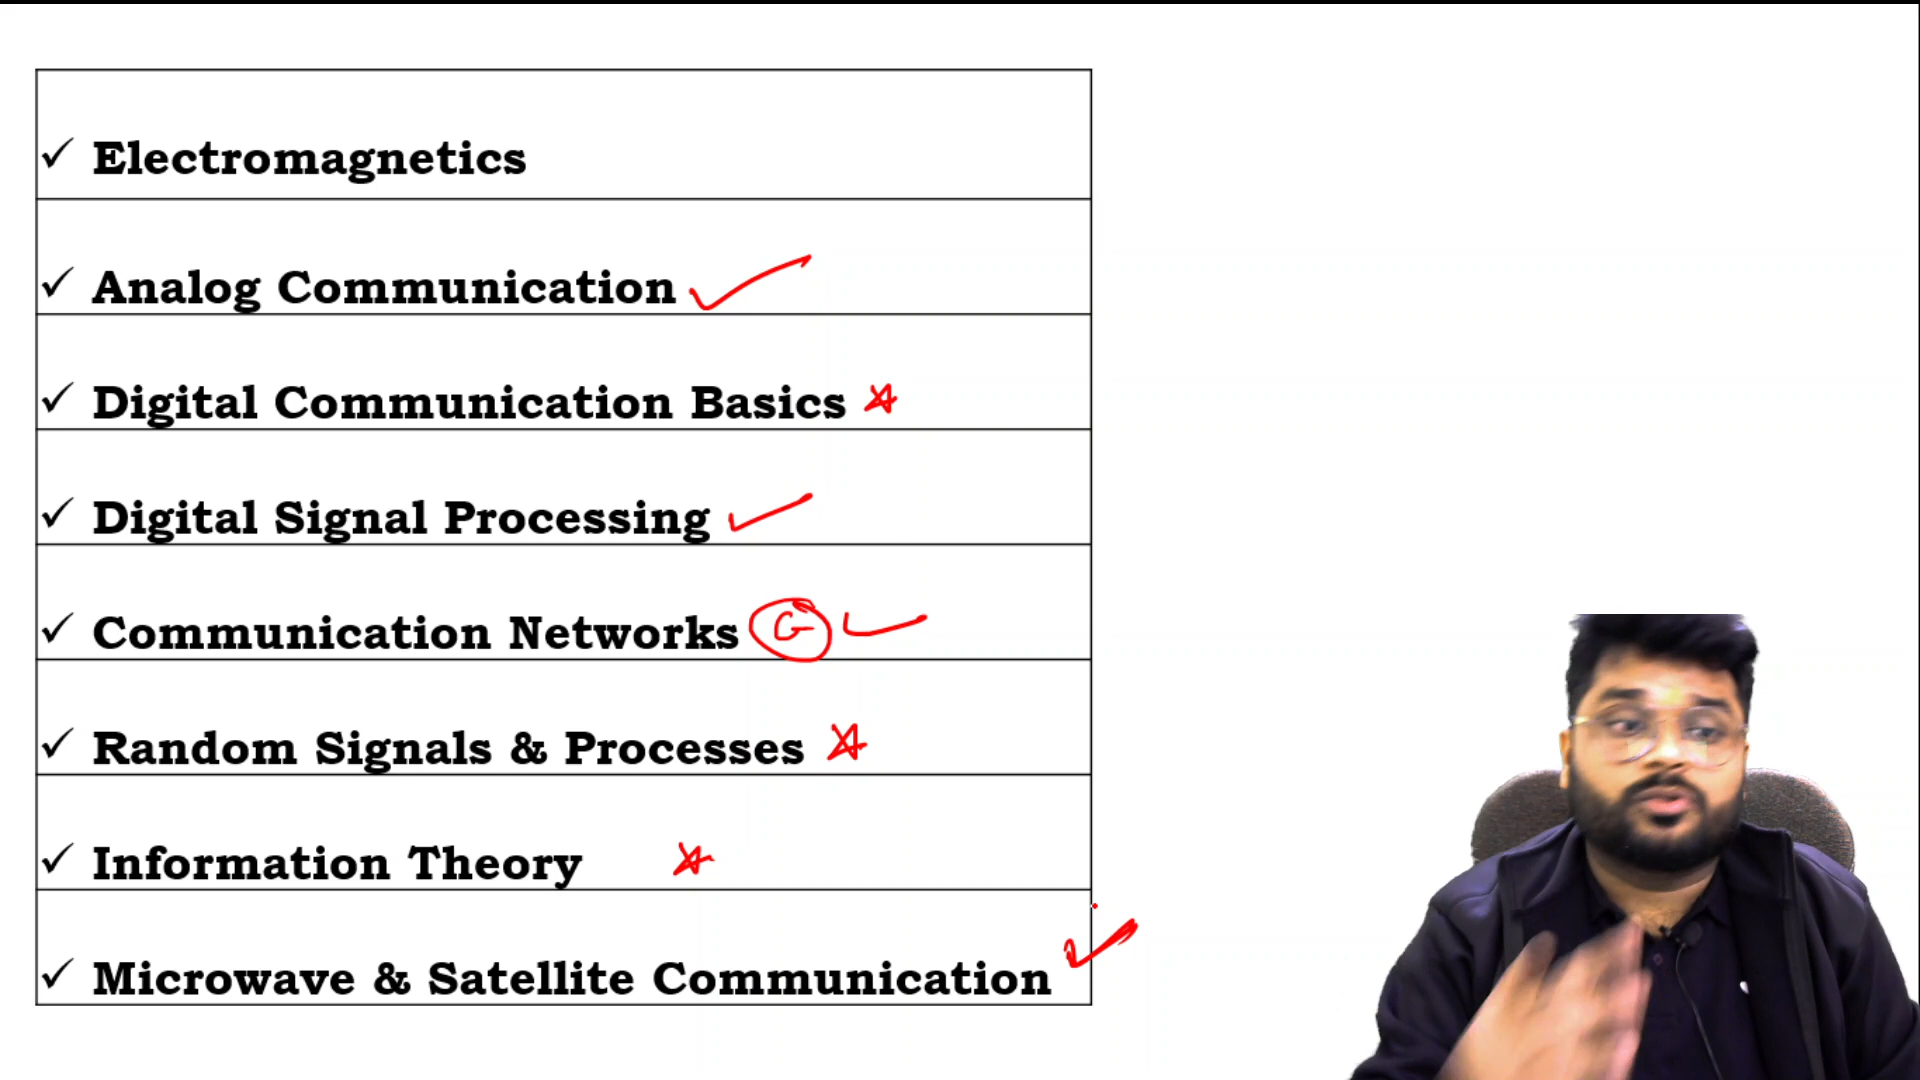 ✓ Electromagnetics
✓ Analog Communication
✓ Digital Communication Basics
✓ Digital Signal Processing
✓ Communication Networks G
✓ Random Signals & Processes
✓ Information Theory
✓ Microwave & Satellite Communication